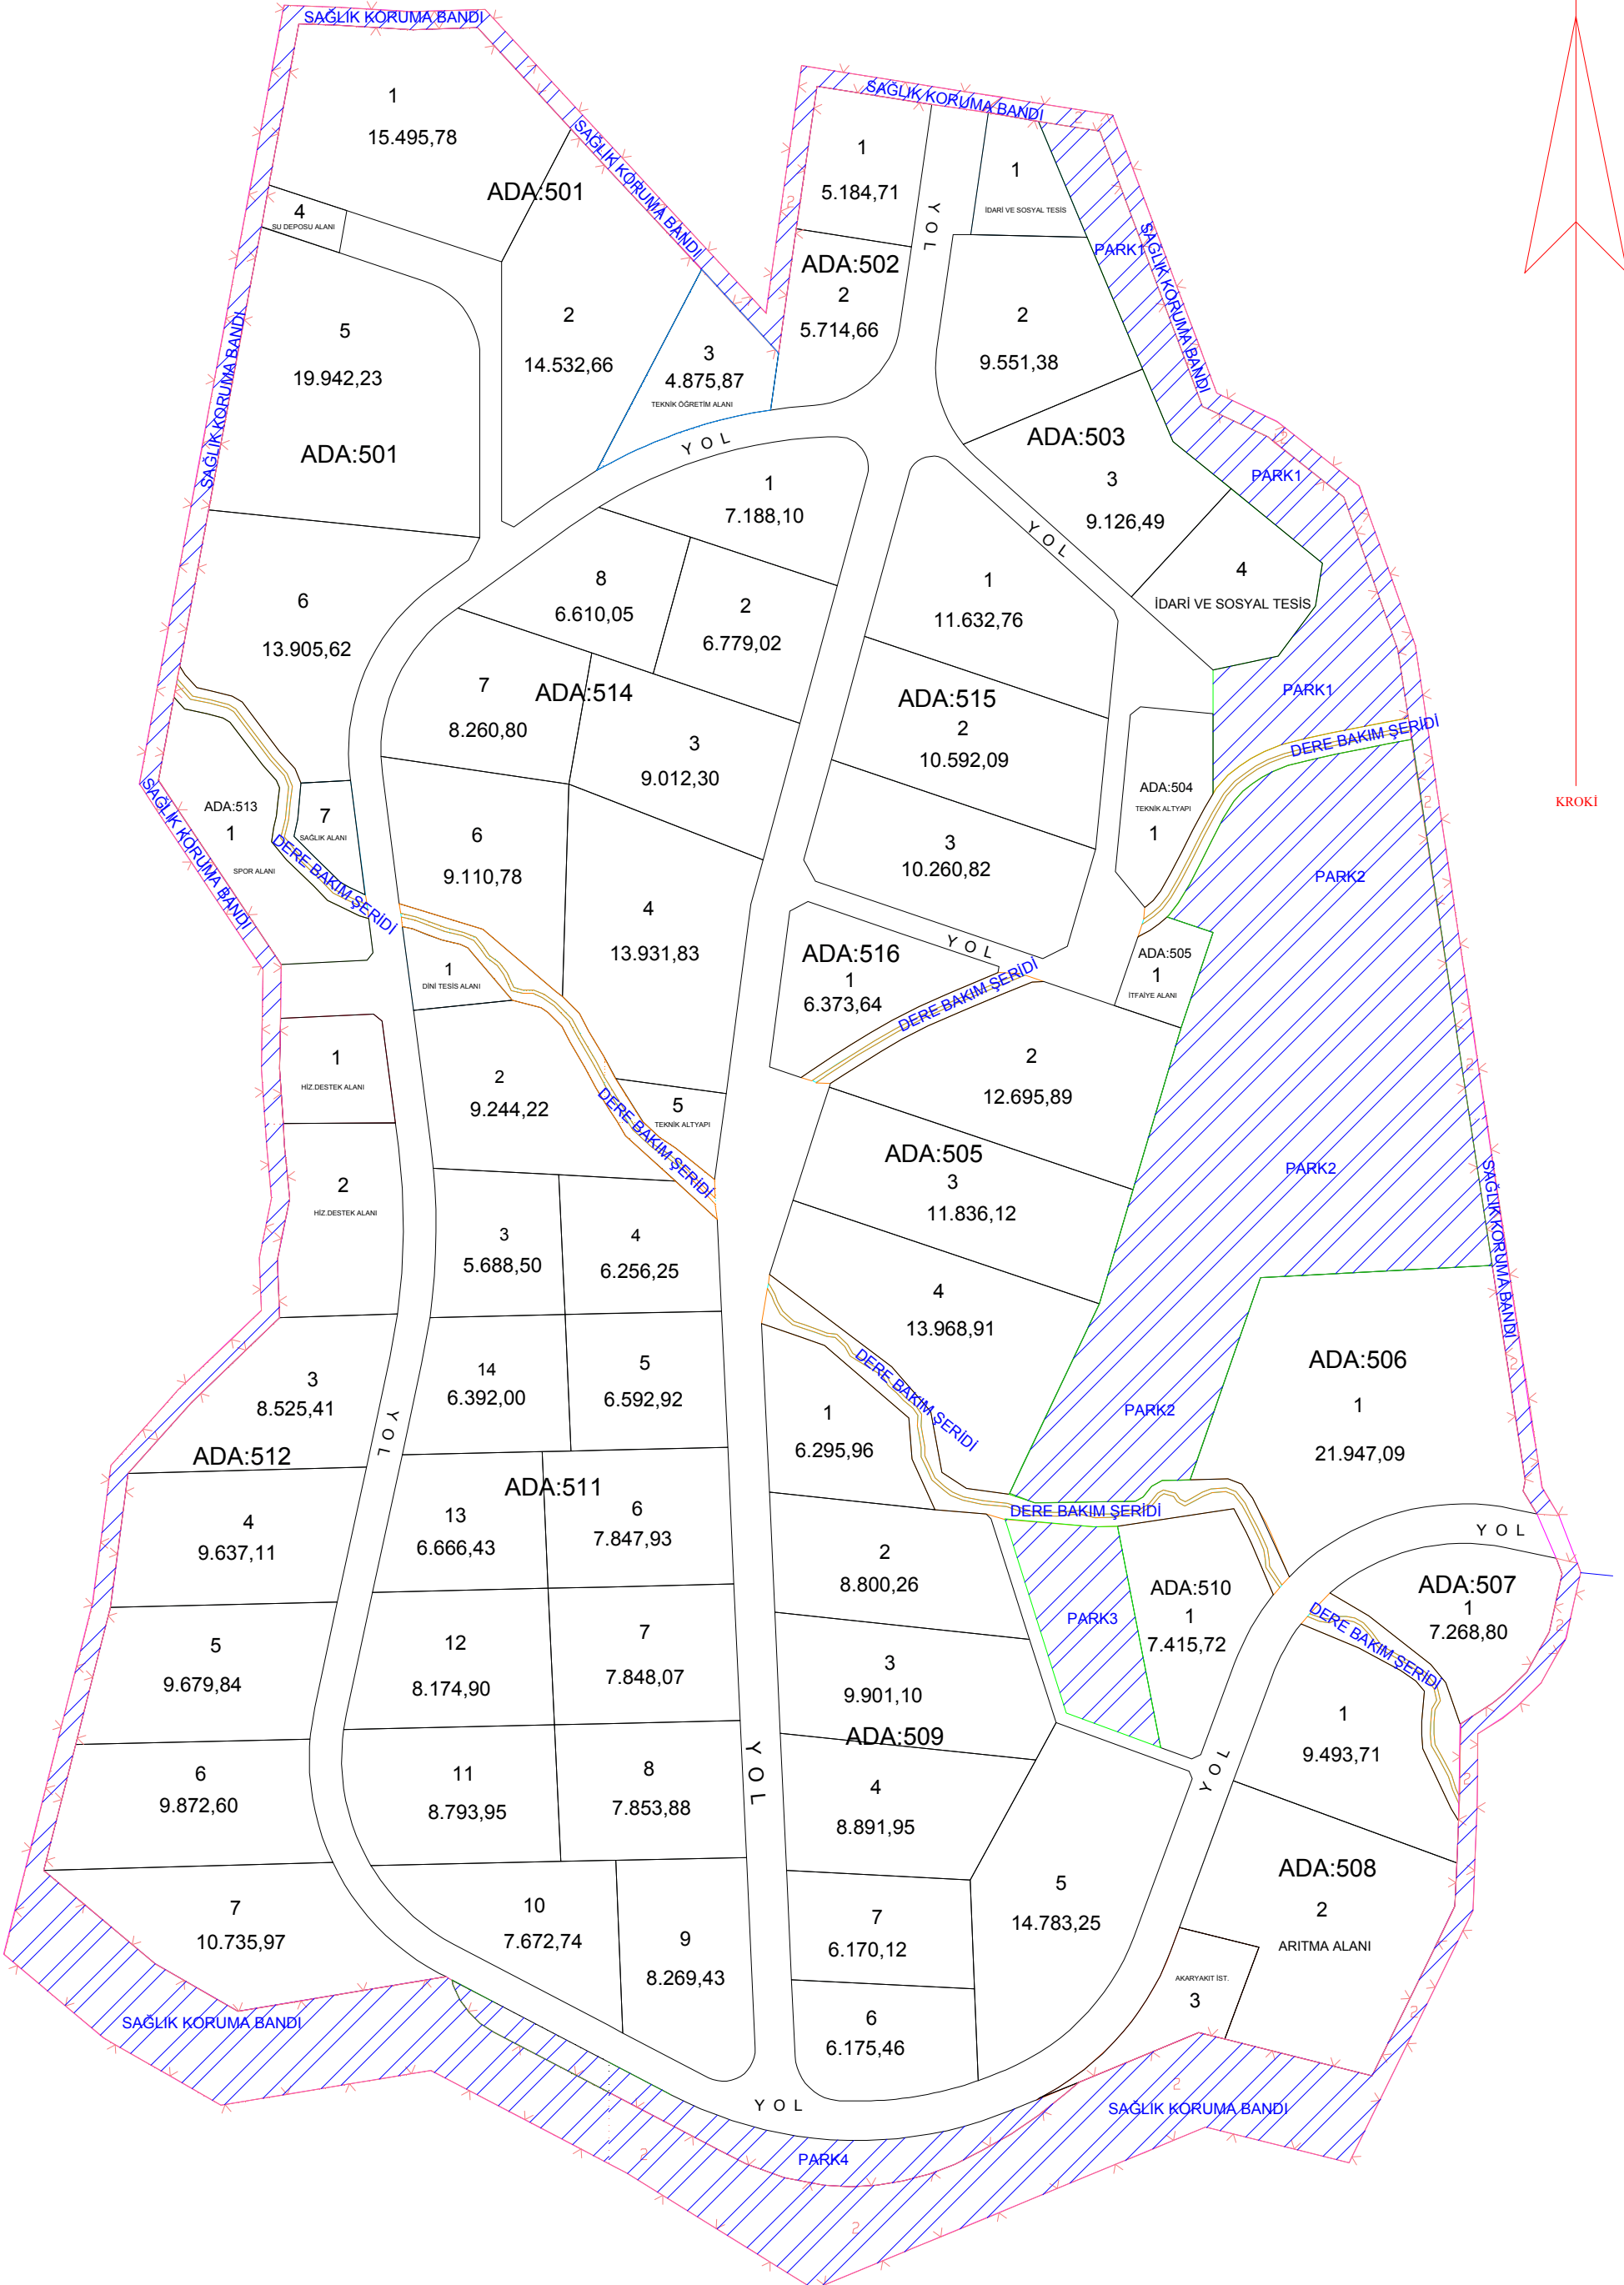 SAĞLIK KORUMA BANDI
1
15.495,78
ADA:501
4
SU DEPOSU ALANI
SAĞLIK KORUMA BANDI
5
19.942,23
ADA:501
SAĞLIK KORUMA BANDI
2
14.532,66
3
4.875,87
TEKNİK ÖĞRETİM ALANI
YOL
SAĞLIK KORUMA BANDI
1
5.184,71
ADA:502
2
5.714,66
YOL
1
İDARİ VE SOSYAL TESİS
PARK1
SAĞLIK KORUMA BANDI
2
9.551,38
ADA:503
3
9.126,49
PARK1
YOL
4
İDARİ VE SOSYAL TESİS
PARK1
DERE BAKIM ŞERİDİ
KROKİ
6
13.905,62
1
7.188,10
8
6.610,05
2
6.779,02
7
8.260,80
ADA:514
3
9.012,30
6
9.110,78
4
13.931,83
5
TEKNİK ALTYAPI
1
11.632,76
ADA:515
2
10.592,09
3
10.260,82
YOL
ADA:504
TEKNİK ALTYAPI
1
PARK2
ADA:513
1
SPOR ALANI
7
SAĞLIK ALANI
SAĞLIK KORUMA BANDI
DERE BAKIM ŞERİDİ
1
DİNİ TESİS ALANI
ADA:516
1
6.373,64
DERE BAKIM ŞERİDİ
ADA:505
1
İTFAİYE ALANI
2
12.695,89
ADA:505
3
11.836,12
4
13.968,91
PARK2
SAĞLIK KORUMA BANDI
1
HİZ.DESTEK ALANI
2
HİZ.DESTEK ALANI
2
9.244,22
DERE BAKIM ŞERİDİ
3
5.688,50
4
6.256,25
3
8.525,41
ADA:512
YOL
14
6.392,00
5
6.592,92
ADA:511
4
9.637,11
13
6.666,43
6
7.847,93
5
9.679,84
12
8.174,90
7
7.848,07
6
9.872,60
11
8.793,95
8
7.853,88
7
10.735,97
10
7.672,74
9
8.269,43
YOL
DERE BAKIM ŞERİDİ
1
6.295,96
2
8.800,26
3
9.901,10
ADA:509
4
8.891,95
5
14.783,25
7
6.170,12
6
6.175,46
PARK2
DERE BAKIM ŞERİDİ
PARK3
ADA:506
1
21.947,09
YOL
ADA:510
1
7.415,72
ADA:507
1
7.268,80
DERE BAKIM ŞERİDİ
1
9.493,71
YOL
ADA:508
2
ARITMA ALANI
AKARYAKIT İST.
3
SAĞLIK KORUMA BANDI
YOL
SAĞLIK KORUMA BANDI
PARK4